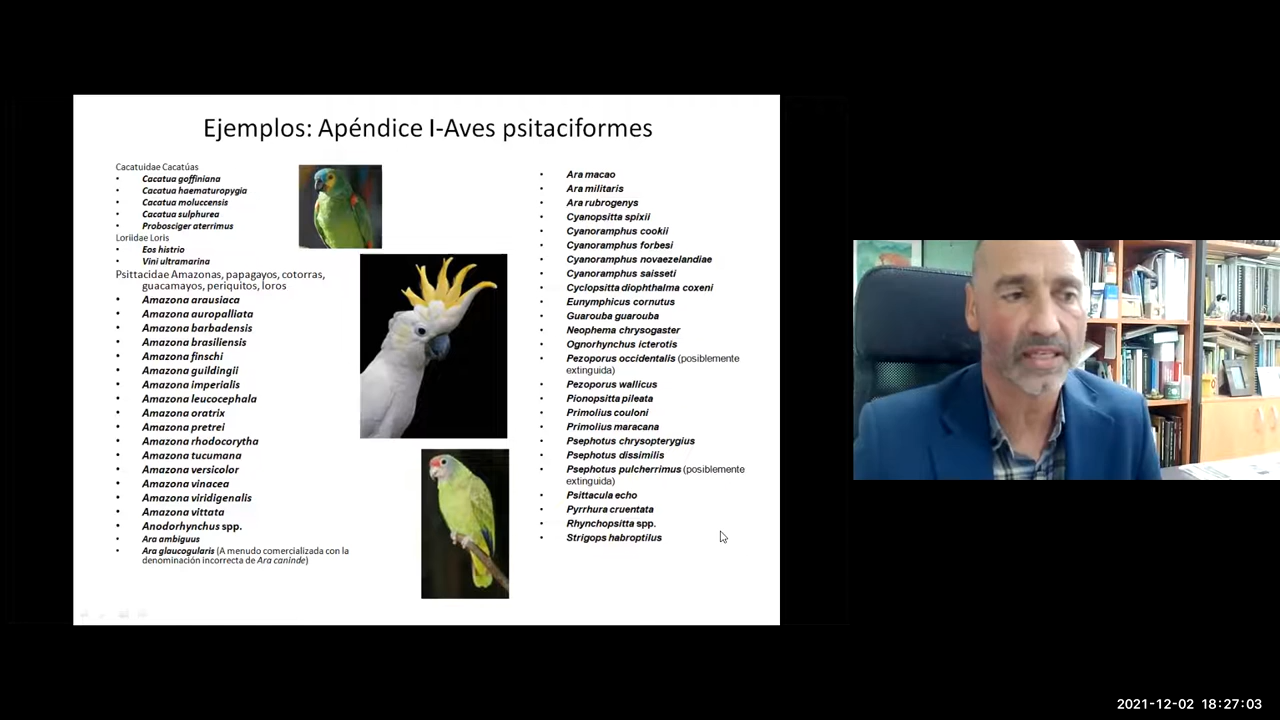 Ejemplos: Apéndice I-Aves psitaciformes
Cacatuidae Cacatúas
• Cacatua goffiniana
• Cacatua haematuropygia
• Cacatua moluccensis
• Cacatua sulphurea
• Probosciger aterrimus
Loriidae Loris
• Eos histrio
• Vini ultramarina
Psittacidae Amazonas, papagayos, cotorras,
guacamayos, periquitos, loros
• Amazona arausiaca
• Amazona auropalliata
• Amazona barbadensis
• Amazona brasiliensis
• Amazona finschi
• Amazona guildingii
• Amazona imperialis
• Amazona leucocephala
• Amazona oratrix
• Amazona pretrei
• Amazona rhodocorytha
• Amazona tucumana
• Amazona versicolor
• Amazona vinacea
• Amazona viridigenalis
• Amazona vittata
• Anodorhynchus spp.
• Ara ambiguus
• Ara glaucogularis (A menudo comercializada con la
denominación incorrecta de Ara caninde)
• Ara macao
• Ara militaris
• Ara rubrogenys
• Cyanopsitta spixii
• Cyanoramphus cookii
• Cyanoramphus forbesi
• Cyanoramphus novaezelandiae
• Cyanoramphus saisseti
• Cyclopsitta diophthalma coxeni
• Eunymphicus cornutus
• Guarouba guarouba
• Neophema chrysogaster
• Ognorhynchus icterotis
• Pezoporus occidentalis (posiblemente
extinguida)
• Pezoporus wallicus
• Pionopsitta pileata
• Primolius couloni
• Primolius maracana
• Psephotus chrysopterygius
• Psephotus dissimilis
• Psephotus pulcherrimus (posiblemente
extinguida)
• Psittacula echo
• Pyrrhura cruentata
• Rhynchopsitta spp.
• Strigops habroptilus
2021-12-02 18:27:03